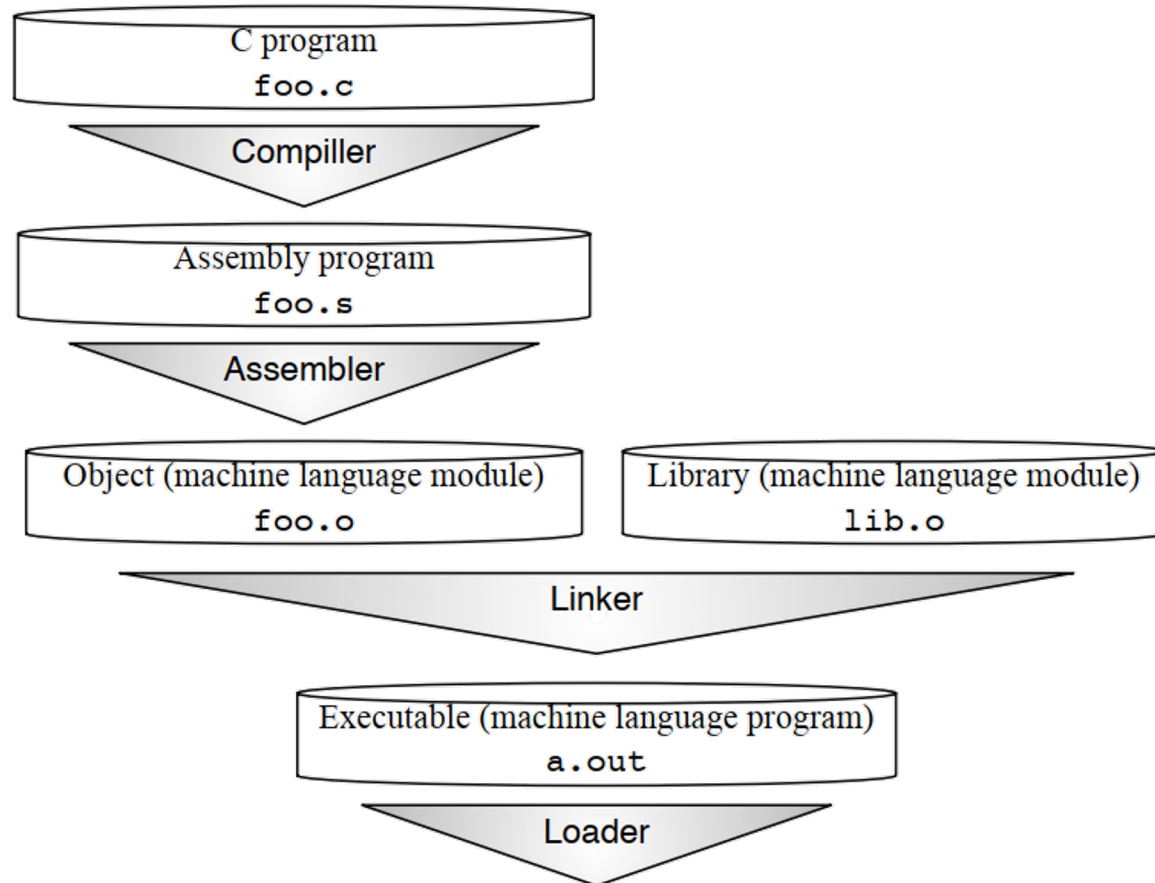 C program
foo.c
Compiller
Assembly program
foo.s
Assembler
Object (machine language module)
foo.o
Library (machine language module)
lib.o
Linker
Executable (machine language program)
a.out
Loader